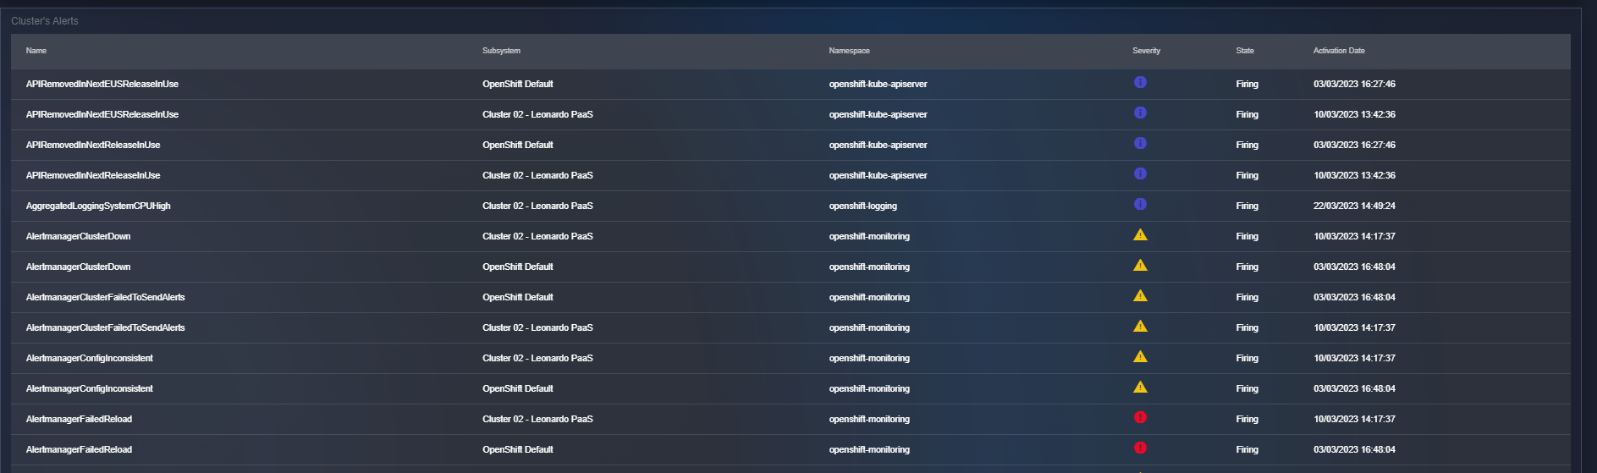 Cluster's Alerts
Name Subsystem Namespace Severity State Activation Date
APIRemovedInNextEUSReleaseInUse OpenShift Default openshift-kube-apiserver Firing 03/03/2023 16:27:46
APIRemovedInNextEUSReleaseInUse Cluster 02 - Leonardo PaaS openshift-kube-apiserver Firing 10/03/2023 13:42:36
APIRemovedInNextReleaseInUse OpenShift Default openshift-kube-apiserver Firing 03/03/2023 16:27:46
APIRemovedInNextReleaseInUse Cluster 02 - Leonardo PaaS openshift-kube-apiserver Firing 10/03/2023 13:42:36
AggregatedLoggingSystemCPUHigh Cluster 02 - Leonardo PaaS openshift-logging Firing 22/03/2023 14:49:24
AlertmanagerClusterDown Cluster 02 - Leonardo PaaS openshift-monitoring Firing 10/03/2023 14:17:37
AlertmanagerClusterDown OpenShift Default openshift-monitoring Firing 03/03/2023 16:48:04
AlertmanagerClusterFailedToSendAlerts OpenShift Default openshift-monitoring Firing 03/03/2023 16:48:04
AlertmanagerClusterFailedToSendAlerts Cluster 02 - Leonardo PaaS openshift-monitoring Firing 10/03/2023 14:17:37
AlertmanagerConfigInconsistent Cluster 02 - Leonardo PaaS openshift-monitoring Firing 10/03/2023 14:17:37
AlertmanagerConfigInconsistent OpenShift Default openshift-monitoring Firing 03/03/2023 16:48:04
AlertmanagerFailedReload Cluster 02 - Leonardo PaaS openshift-monitoring Firing 10/03/2023 14:17:37
AlertmanagerFailedReload OpenShift Default openshift-monitoring Firing 03/03/2023 16:48:04